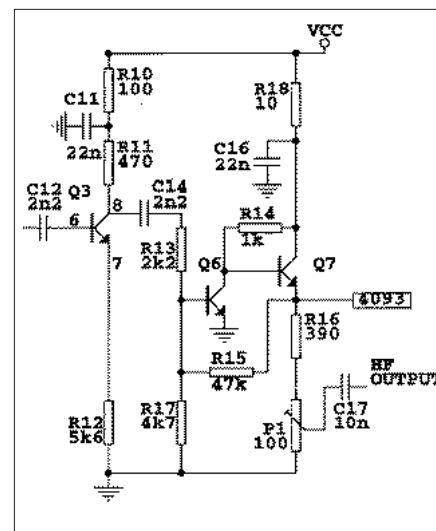 VCC
R10
100
R18
10
C11
22n
R11
470
C16
22n
C12
2n2
Q3
6
8
7
C14
2n2
R14
1k
R13
2k2
Q6
Q7
4093
R16
390
R15
47k
HF
OUTPUT
C17
10n
R12
5k6
R17
4k7
P1
100